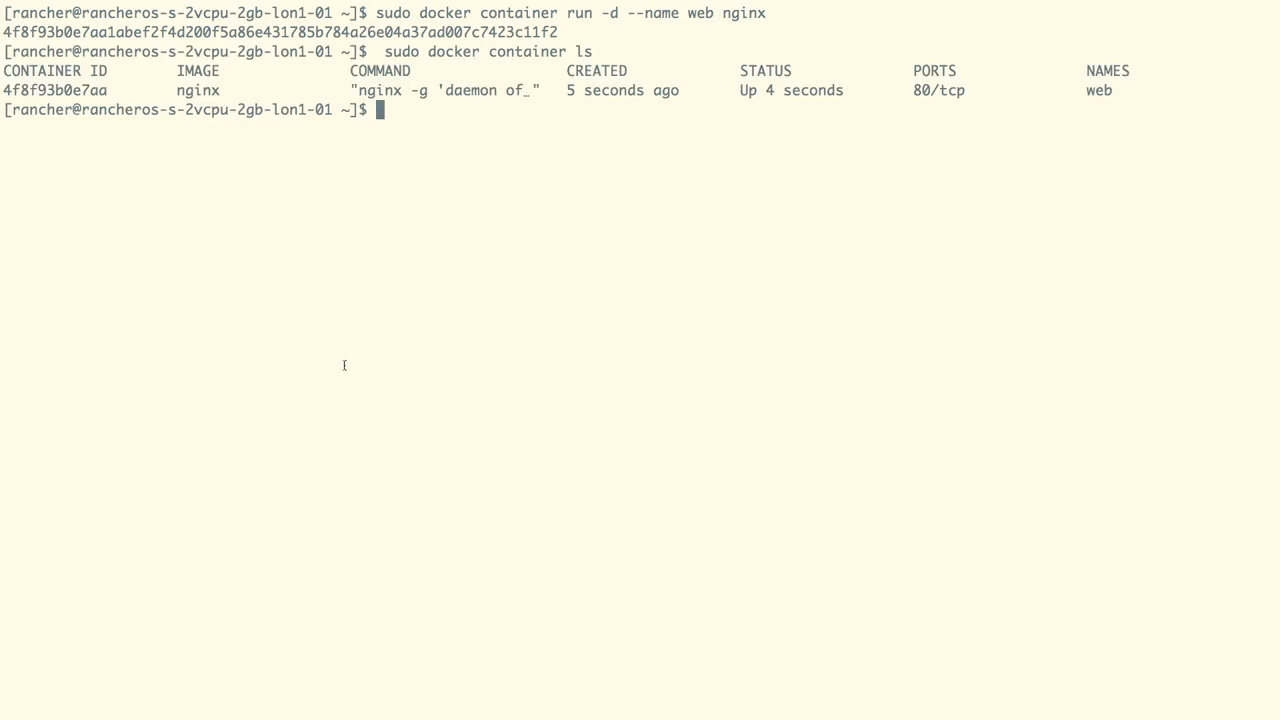 [rancher@rancheros-s-2vcpu-2gb-lon1-01 ~]$ sudo docker container run -d --name web nginx
4f8f93b0e7aa1abef2f4d200f5a86e431785b784a26e04a37ad007c7423c11f2
[rancher@rancheros-s-2vcpu-2gb-lon1-01 ~]$  sudo docker container ls
CONTAINER ID        IMAGE               COMMAND                  CREATED             STATUS              PORTS               NAMES
4f8f93b0e7aa        nginx               "nginx -g 'daemon of…"   5 seconds ago       Up 4 seconds        80/tcp              web
[rancher@rancheros-s-2vcpu-2gb-lon1-01 ~]$